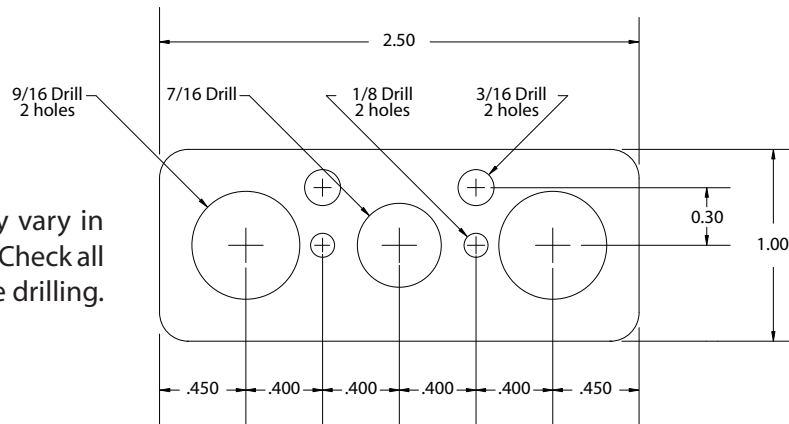 2.50
9/16 Drill
2 holes
7/16 Drill
1/8 Drill
2 holes
3/16 Drill
2 holes
y vary in
Check all
e drilling.
0.30
1.00
.450
.400
.400
.400
.400
.450